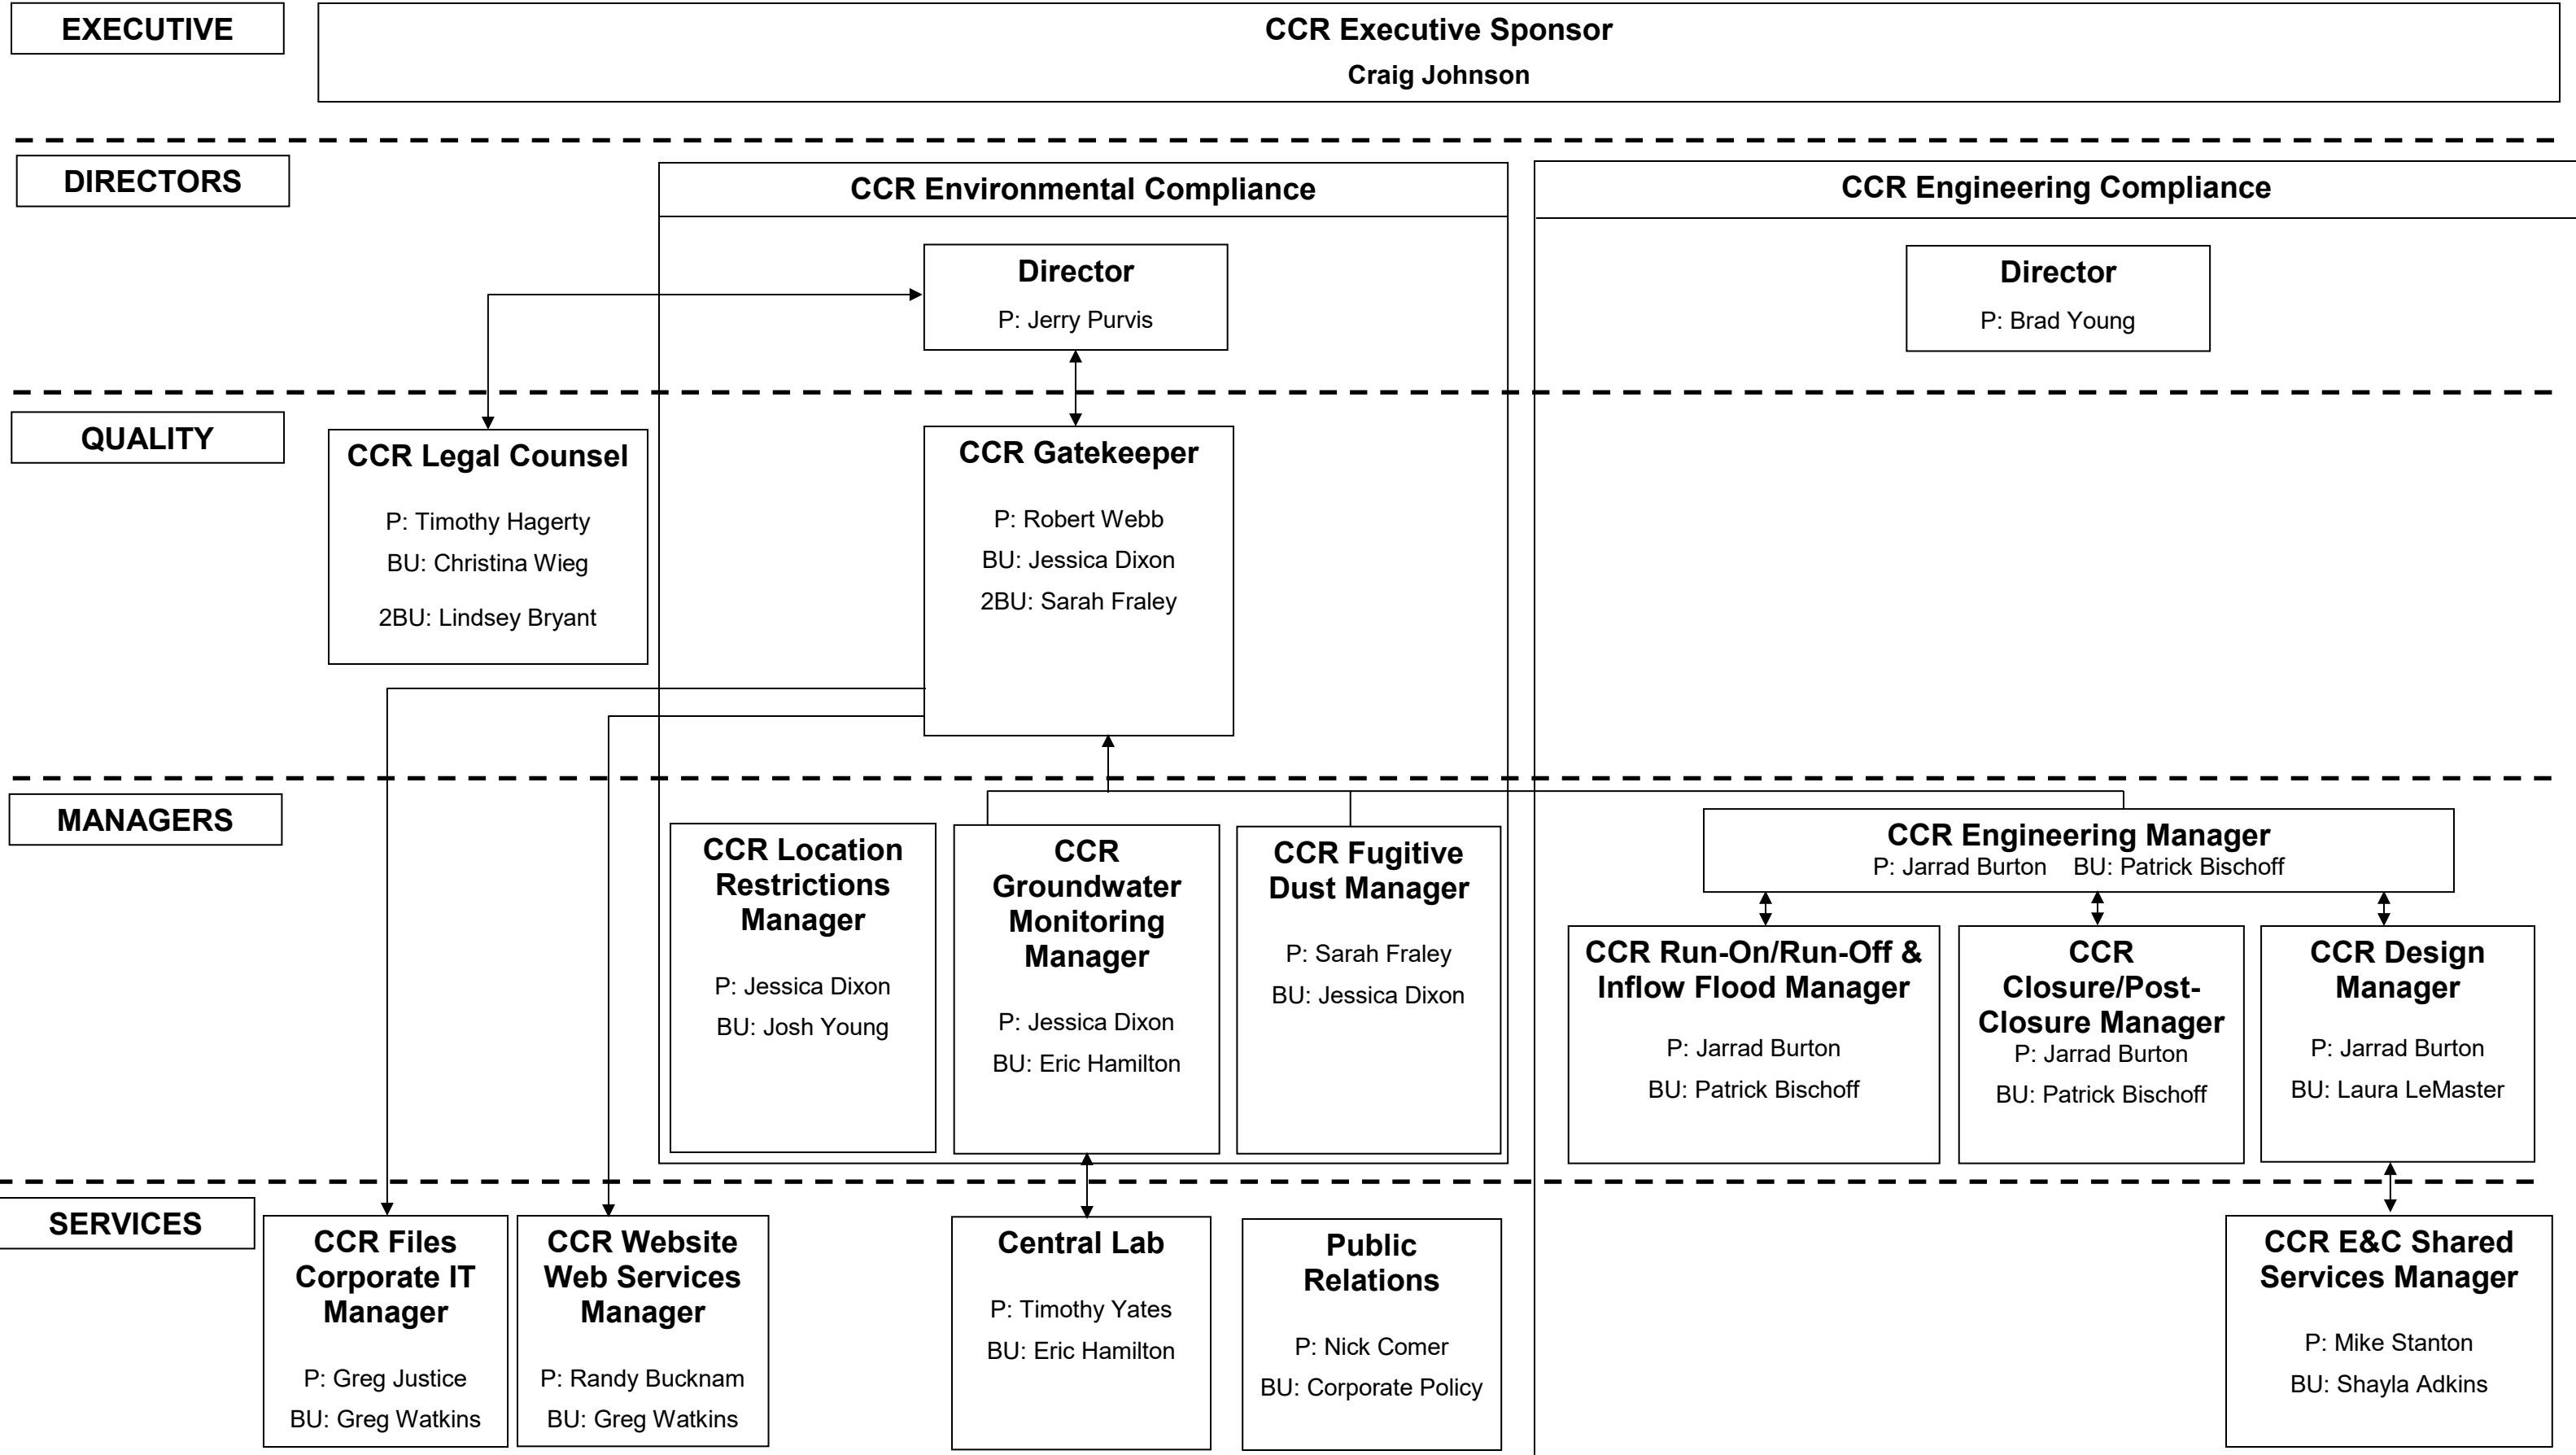 EXECUTIVE
CCR Executive Sponsor
Craig Johnson
DIRECTORS
CCR Environmental Compliance
CCR Engineering Compliance
Director
P: Jerry Purvis
Director
P: Brad Young
QUALITY
CCR Legal Counsel
P: Timothy Hagerty
BU: Christina Wieg
2BU: Lindsey Bryant
CCR Gatekeeper
P: Robert Webb
BU: Jessica Dixon
2BU: Sarah Fraley
MANAGERS
CCR Location
Restrictions
Manager
P: Jessica Dixon
BU: Josh Young
CCR
Groundwater
Monitoring
Manager
P: Jessica Dixon
BU: Eric Hamilton
CCR Fugitive
Dust Manager
P: Sarah Fraley
BU: Jessica Dixon
CCR Engineering Manager
P: Jarrad Burton BU: Patrick Bischoff
CCR Run-On/Run-Off &
Inflow Flood Manager
P: Jarrad Burton
BU: Patrick Bischoff
CCR
Closure/Post-
Closure Manager
P: Jarrad Burton
BU: Patrick Bischoff
CCR Design
Manager
P: Jarrad Burton
BU: Laura LeMaster
SERVICES
CCR Files
Corporate IT
Manager
P: Greg Justice
BU: Greg Watkins
CCR Website
Web Services
Manager
P: Randy Bucknam
BU: Greg Watkins
Central Lab
P: Timothy Yates
BU: Eric Hamilton
Public
Relations
P: Nick Comer
BU: Corporate Policy
CCR E&C Shared
Services Manager
P: Mike Stanton
BU: Shayla Adkins